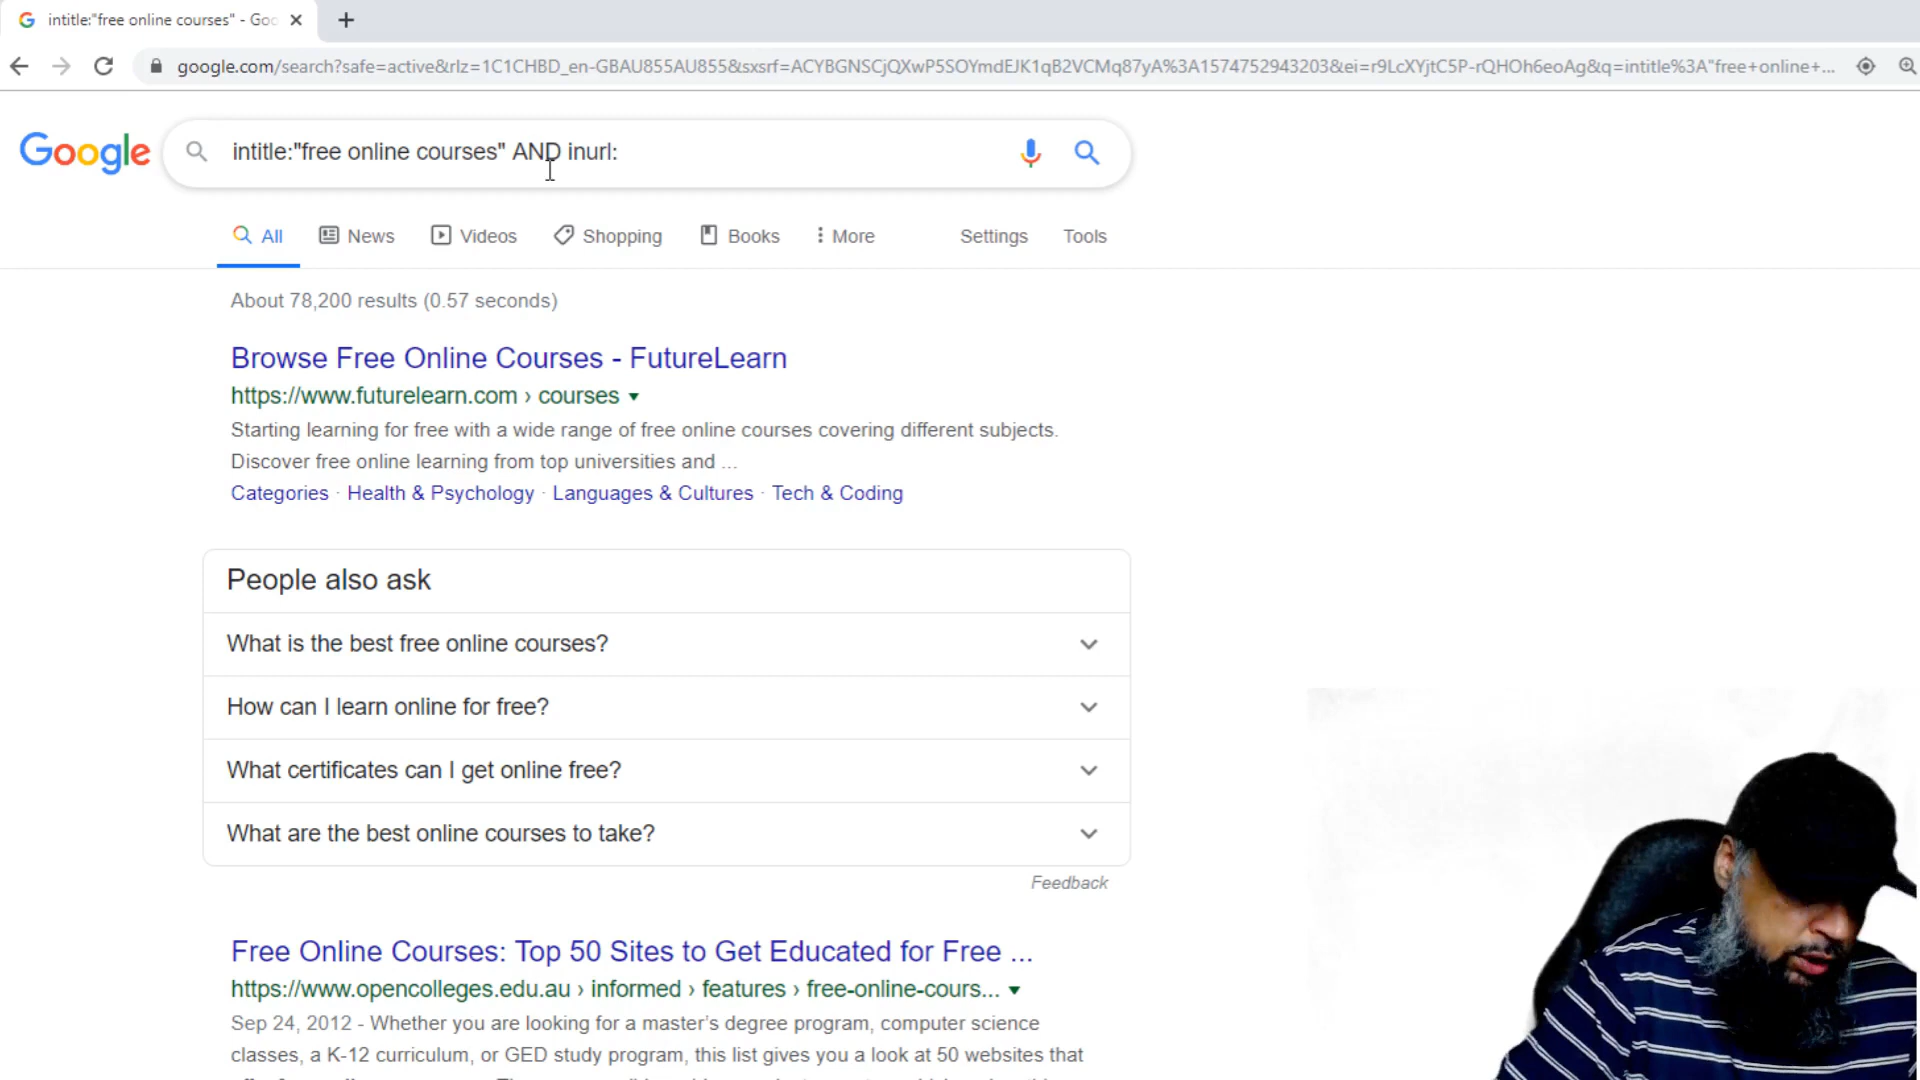 intitle:"free online courses" - Goo
google.com/search?safe=active&rlz=1C1CHBD_en-GBAU855AU855&sxsrf=ACYBGNSCjQXwP5SOYmdEJK1qB2VCMq87yA%3A1574752943203&ei=r9LcXYjtC5P-rQHOh6eoAg&q=intitle%3A"free+online+...
Google
intitle:"free online courses" AND inurl:
All News Videos Shopping Books More Settings Tools
About 78,200 results (0.57 seconds)
Browse Free Online Courses - FutureLearn
https://www.futurelearn.com › courses
Starting learning for free with a wide range of free online courses covering different subjects.
Discover free online learning from top universities and ...
Categories · Health & Psychology · Languages & Cultures · Tech & Coding
People also ask
What is the best free online courses?
How can I learn online for free?
What certificates can I get online free?
What are the best online courses to take?
Feedback
Free Online Courses: Top 50 Sites to Get Educated for Free ...
https://www.opencolleges.edu.au › informed › features › free-online-cours...
Sep 24, 2012 - Whether you are looking for a master's degree program, computer science
classes, a K-12 curriculum, or GED study program, this list gives you a look at 50 websites that